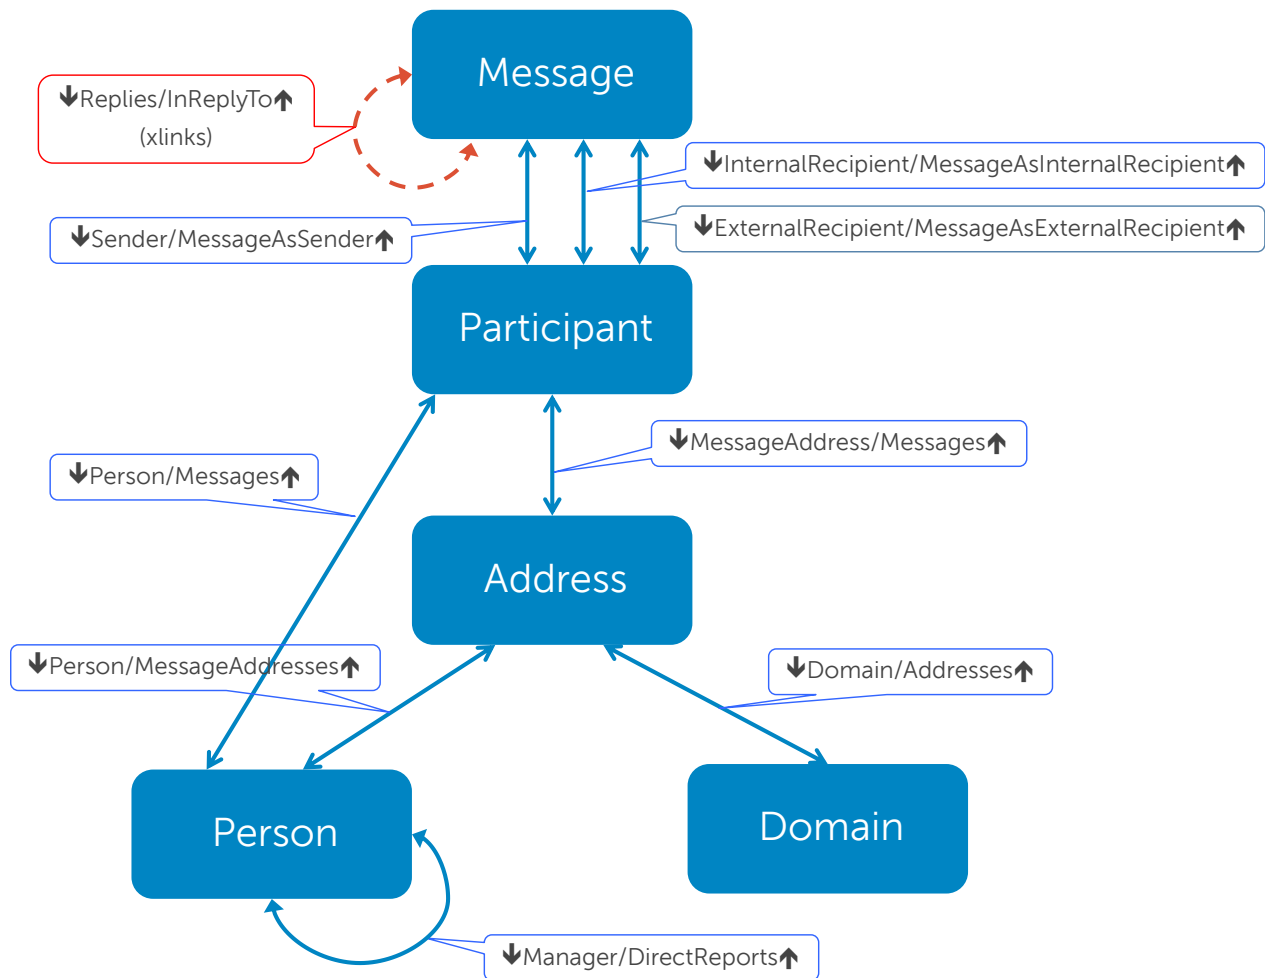 Message
↓Replies/InReplyTo↑
(xlinks)
↓InternalRecipient/MessageAsInternalRecipient↑
↓Sender/MessageAsSender↑
↓ExternalRecipient/MessageAsExternalRecipient↑
Participant
↓MessageAddress/Messages↑
↓Person/Messages↑
Address
↓Person/MessageAddresses↑
↓Domain/Addresses↑
Person
Domain
↓Manager/DirectReports↑